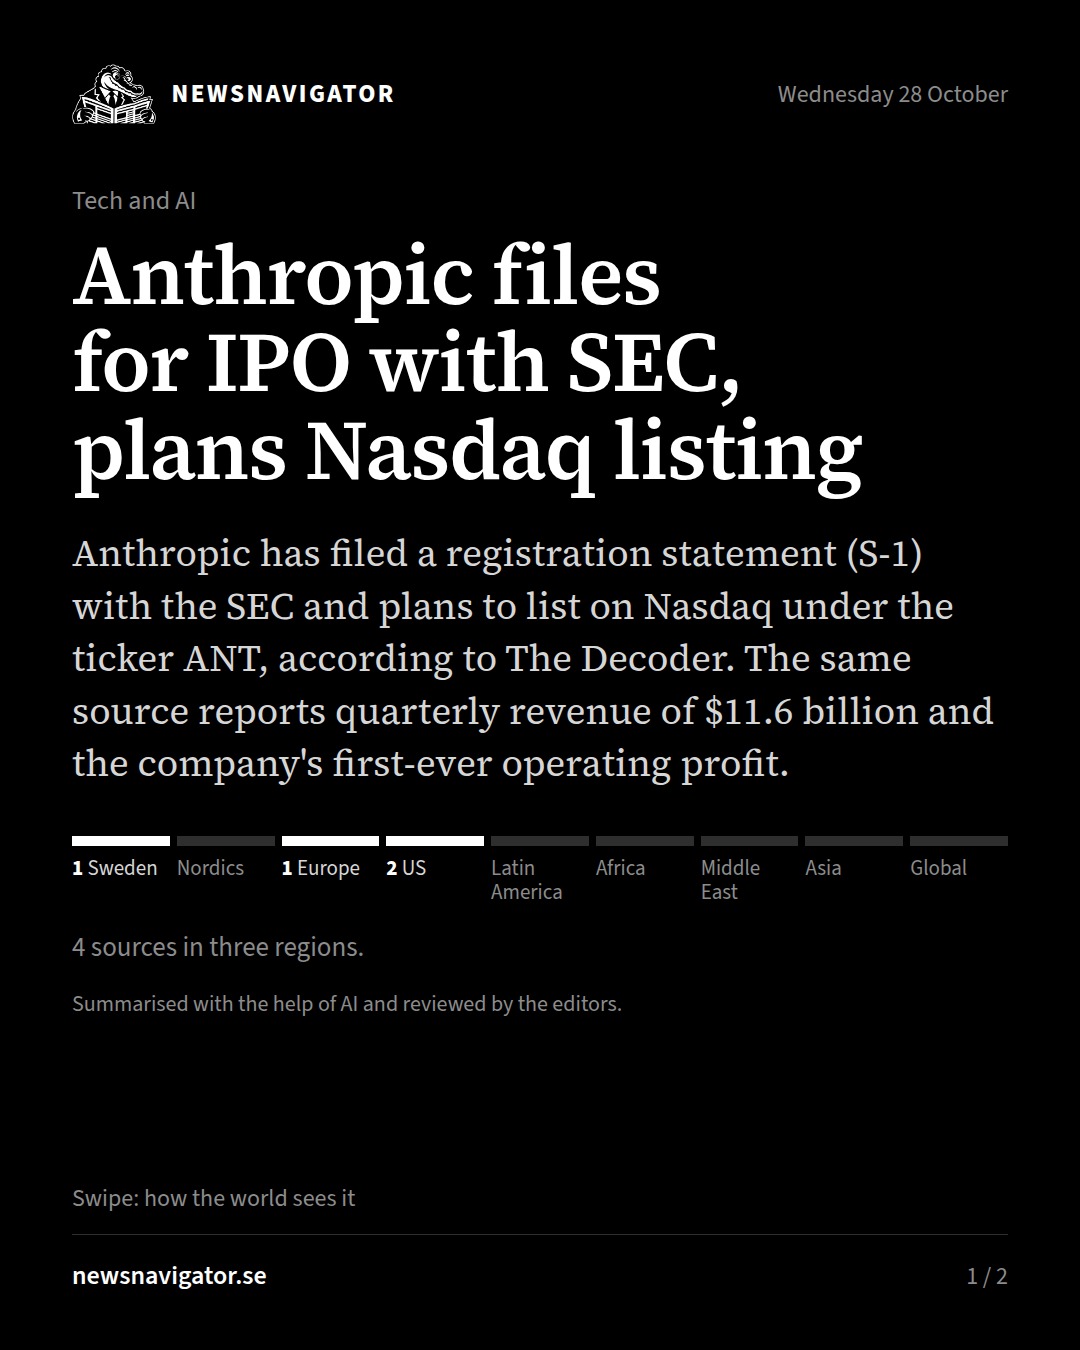 NEWSNAVIGATOR
Wednesday 28 October
Tech and AI
Anthropic files
for IPO with SEC,
plans Nasdaq listing
Anthropic has filed a registration statement (S-1)
with the SEC and plans to list on Nasdaq under the
ticker ANT, according to The Decoder. The same
source reports quarterly revenue of $11.6 billion and
the company's first-ever operating profit.
1 Sweden
Nordics
1 Europe
2 US
Latin
America
Africa
Middle
East
Asia
Global
4 sources in three regions.
Summarised with the help of AI and reviewed by the editors.
Swipe: how the world sees it
newsnavigator.se
1 / 2